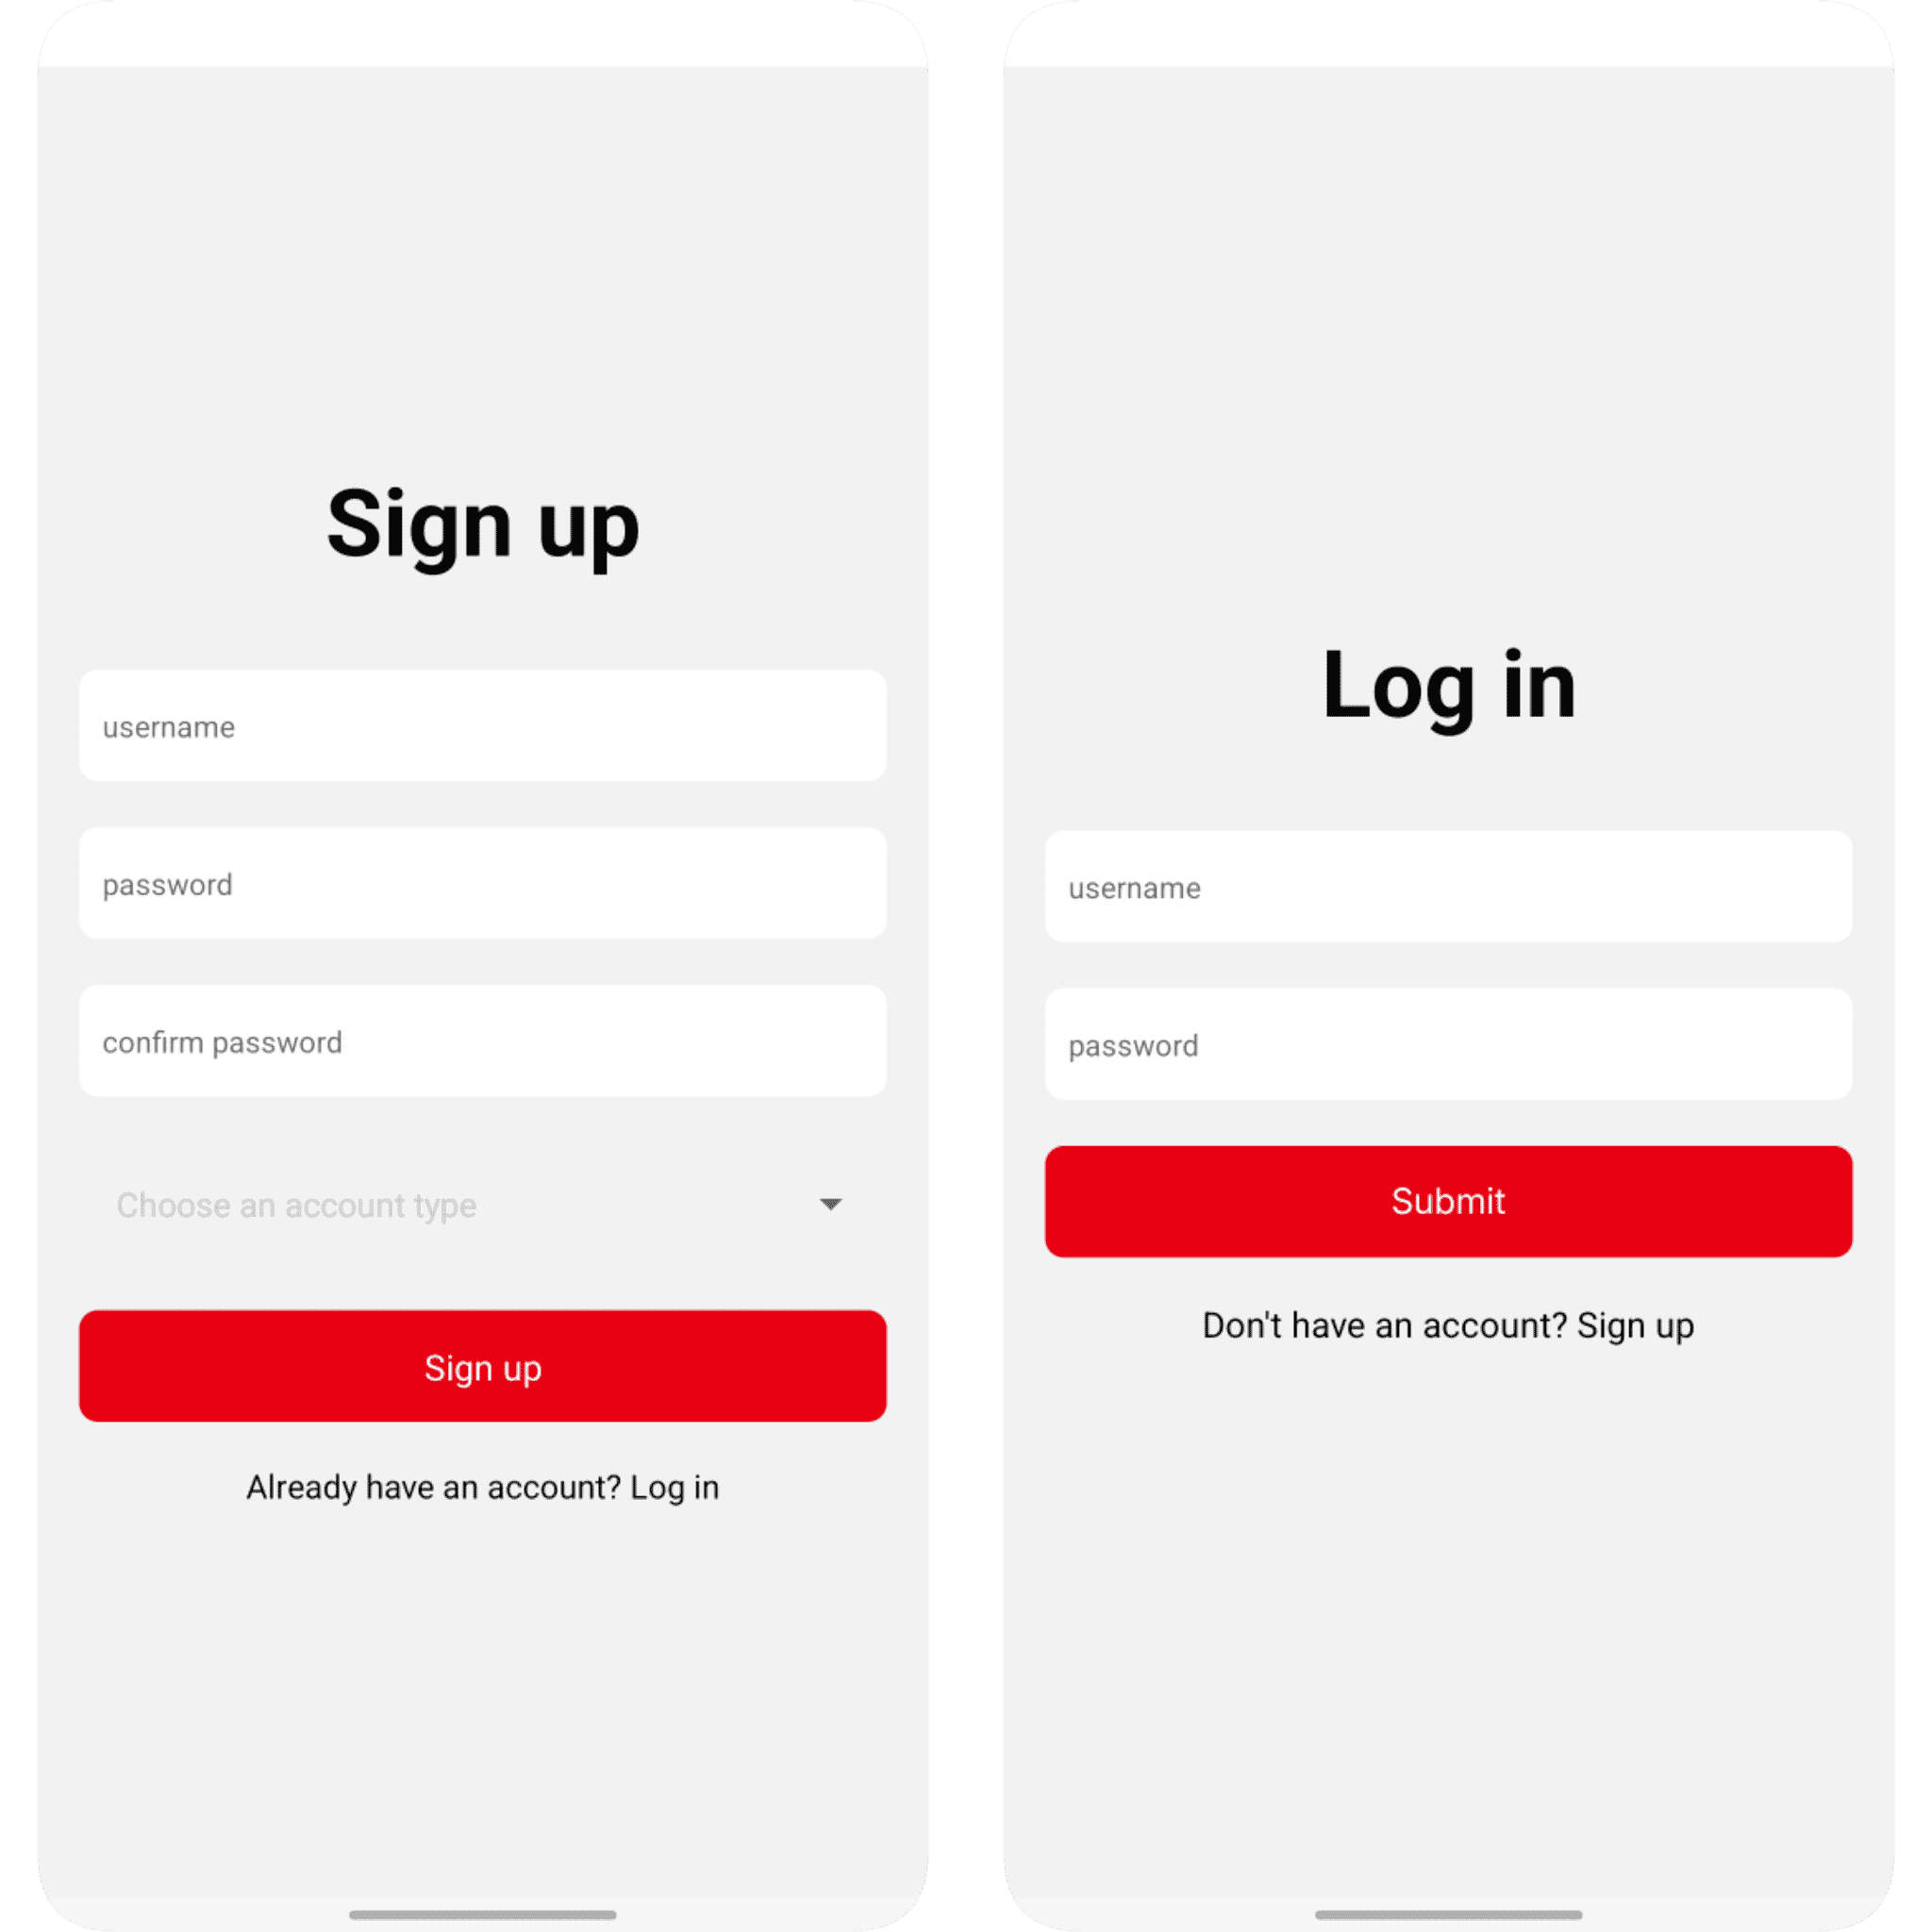 Sign up
username
password
confirm password
Choose an account type
Sign up
Already have an account? Log in
Log in
username
password
Submit
Don't have an account? Sign up